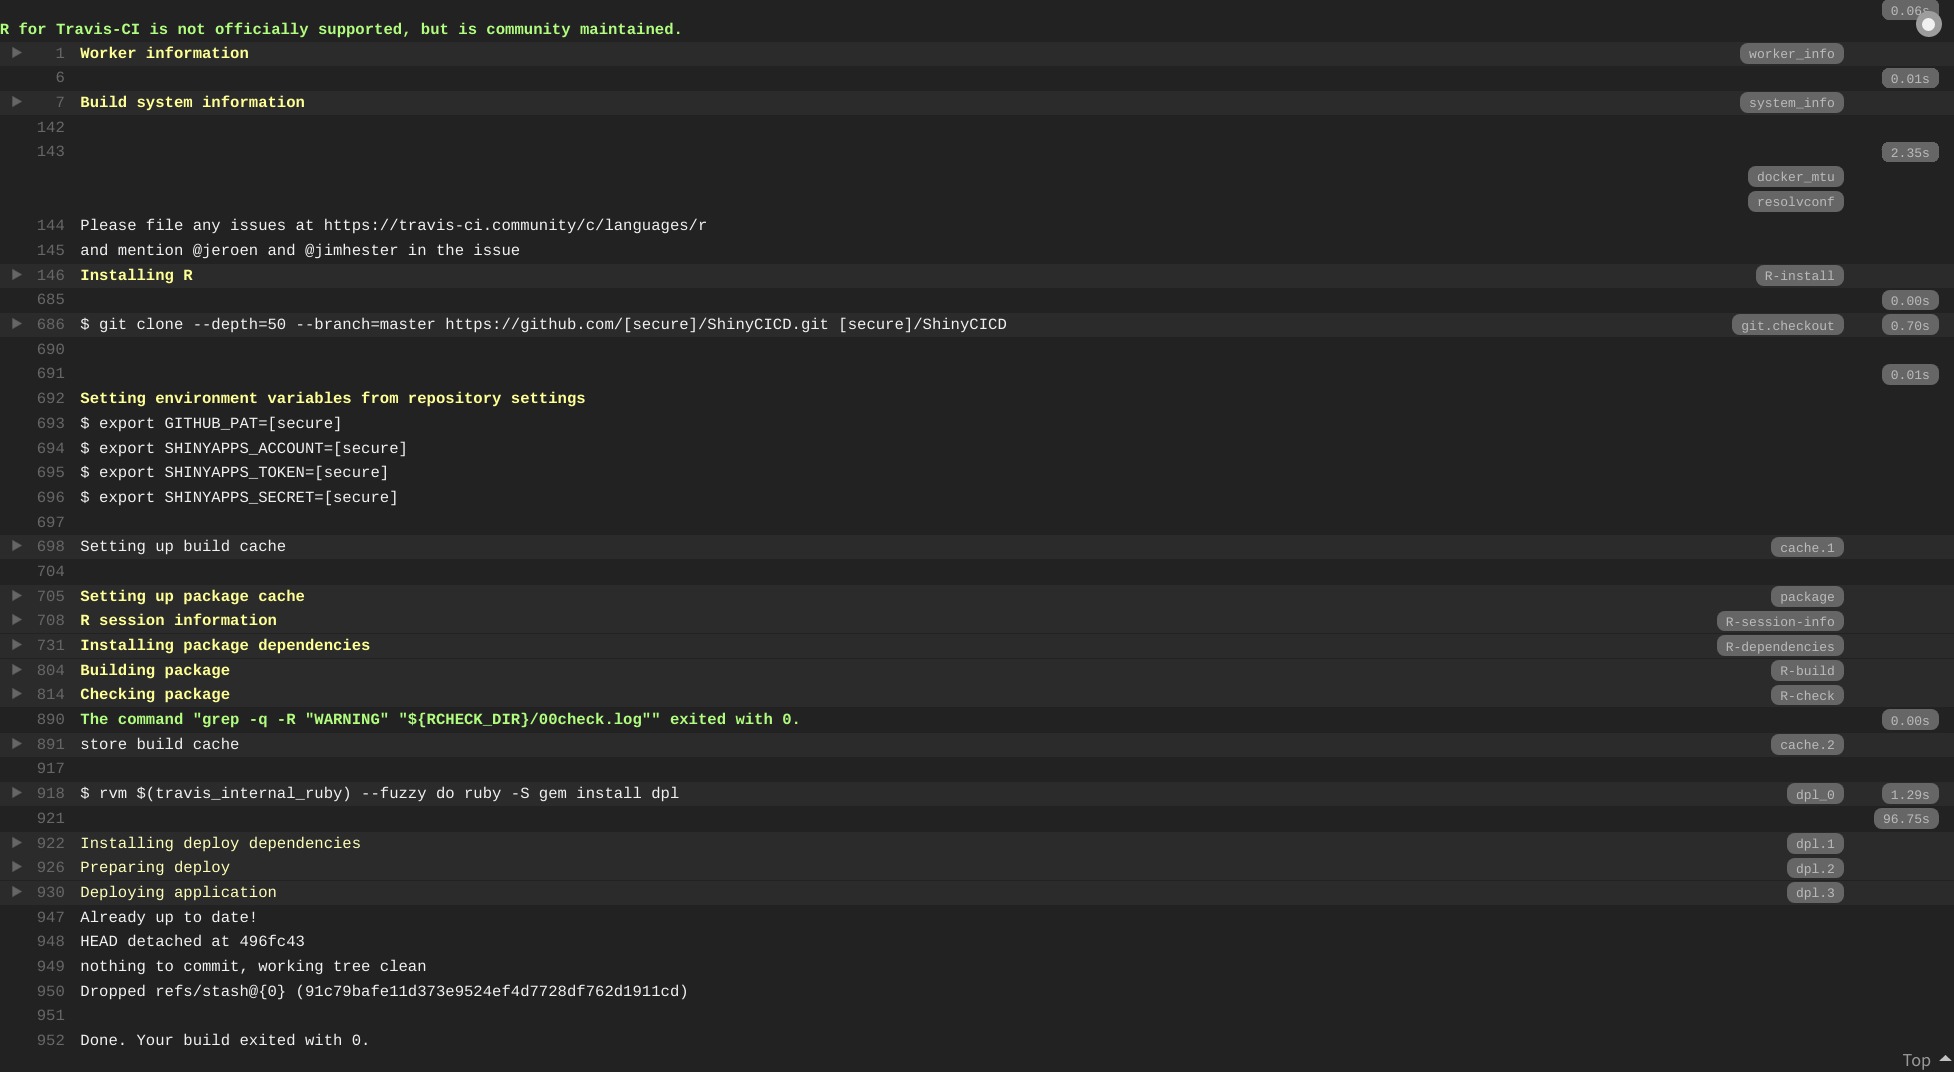 0.06s
R for Travis-CI is not officially supported, but is community maintained.
1 Worker information worker_info
6 0.01s
7 Build system information system_info
142
143 2.35s
docker_mtu
resolvconf
144 Please file any issues at https://travis-ci.community/c/languages/r
145 and mention @jeroen and @jimhester in the issue
146 Installing R R-install
685 0.00s
686 $ git clone --depth=50 --branch=master https://github.com/[secure]/ShinyCICD.git [secure]/ShinyCICD git.checkout 0.70s
690
691 0.01s
692 Setting environment variables from repository settings
693 $ export GITHUB_PAT=[secure]
694 $ export SHINYAPPS_ACCOUNT=[secure]
695 $ export SHINYAPPS_TOKEN=[secure]
696 $ export SHINYAPPS_SECRET=[secure]
697
698 Setting up build cache cache.1
704
705 Setting up package cache package
708 R session information R-session-info
731 Installing package dependencies R-dependencies
804 Building package R-build
814 Checking package R-check
890 The command "grep -q -R "WARNING" "${RCHECK_DIR}/00check.log"" exited with 0. 0.00s
891 store build cache cache.2
917
918 $ rvm $(travis_internal_ruby) --fuzzy do ruby -S gem install dpl dpl_0 1.29s
921 96.75s
922 Installing deploy dependencies dpl.1
926 Preparing deploy dpl.2
930 Deploying application dpl.3
947 Already up to date!
948 HEAD detached at 496fc43
949 nothing to commit, working tree clean
950 Dropped refs/stash@{0} (91c79bafe11d373e9524ef4d7728df762d1911cd)
951
952 Done. Your build exited with 0.
Top